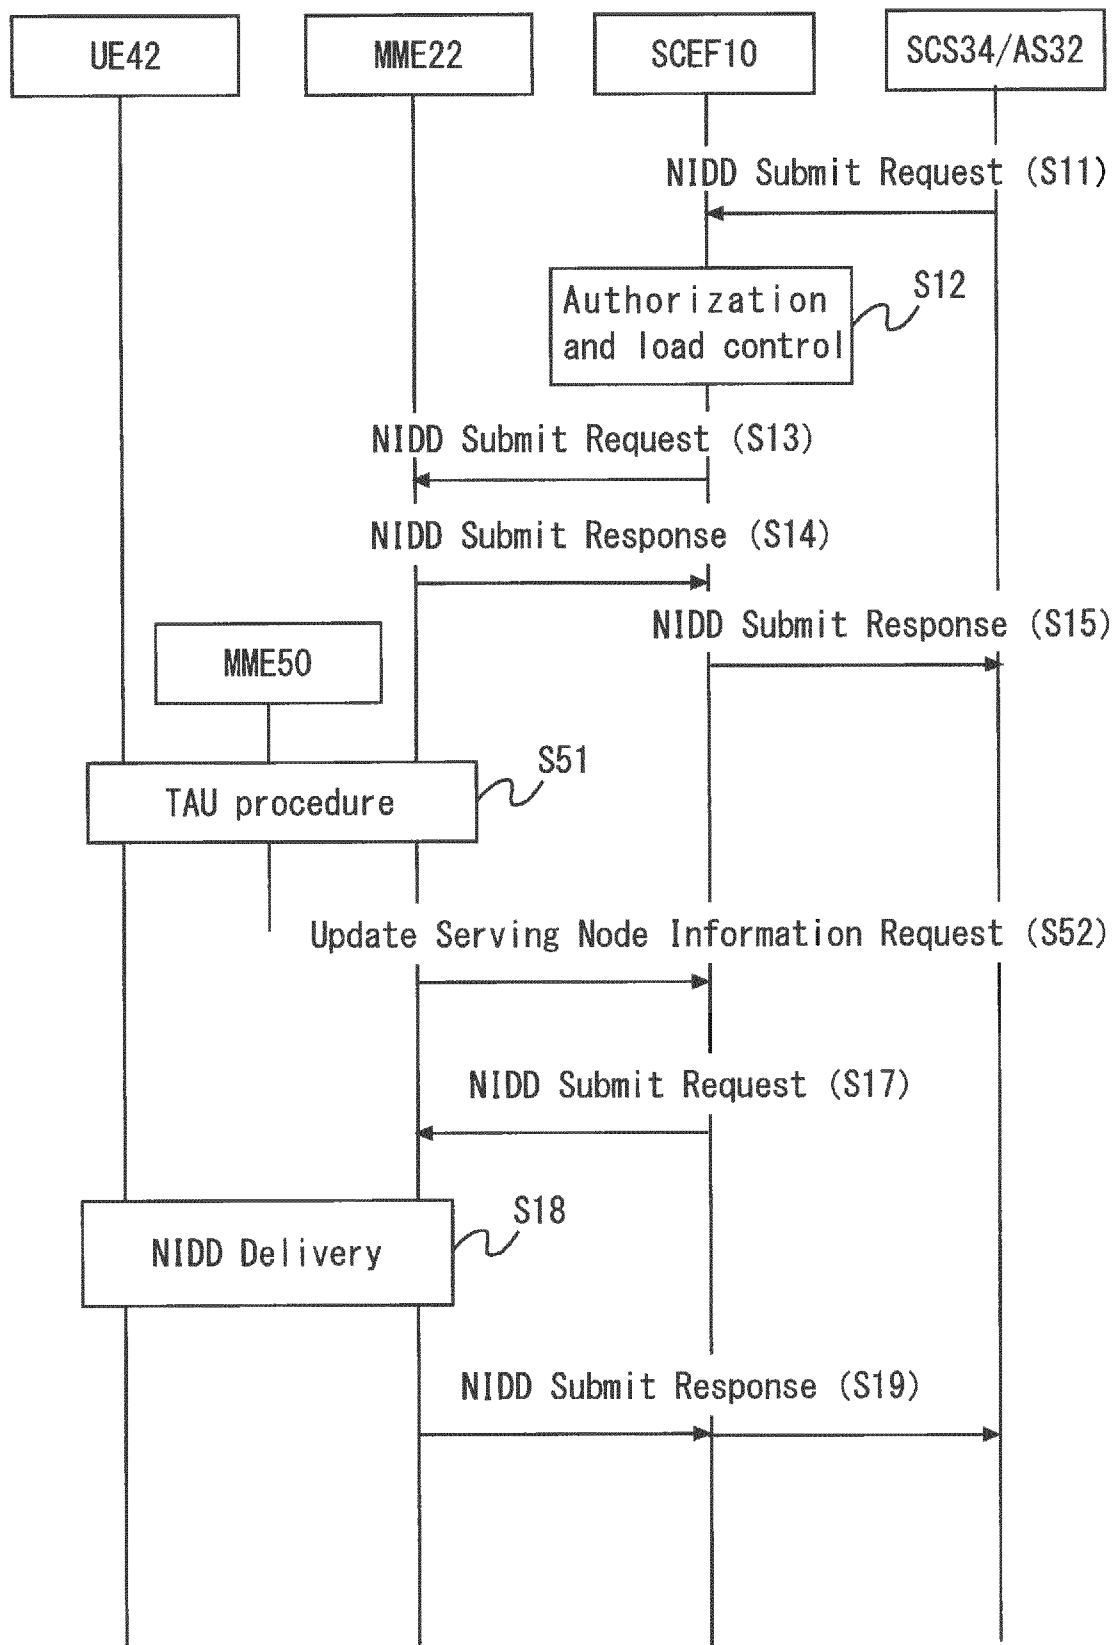 UE42
MME22
SCEF10
SCS34/AS32
NIDD Submit Request (S11)
S12
Authorization
and load control
NIDD Submit Request (S13)
NIDD Submit Response (S14)
NIDD Submit Response (S15)
MME50
S51
TAU procedure
Update Serving Node Information Request (S52)
NIDD Submit Request (S17)
S18
NIDD Delivery
NIDD Submit Response (S19)